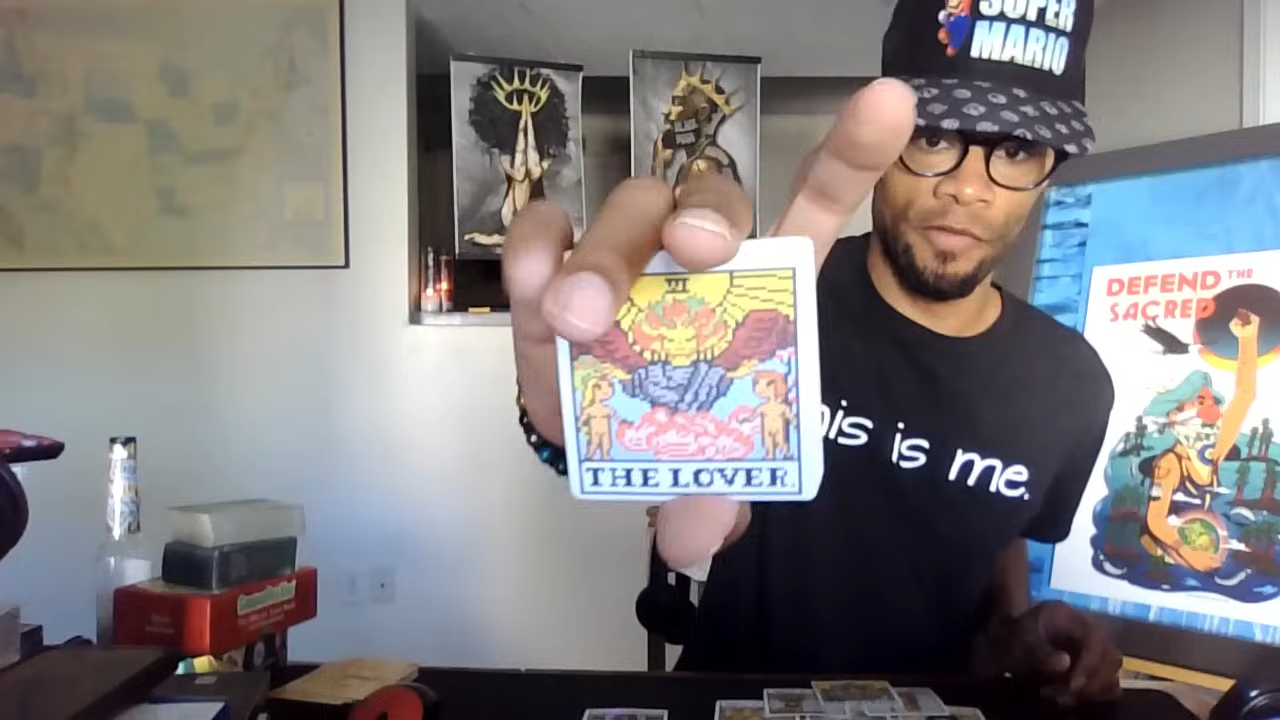 SUPER
MARIO
VI
THE LOVER.
is is me.
DEFEND THE
SACRED